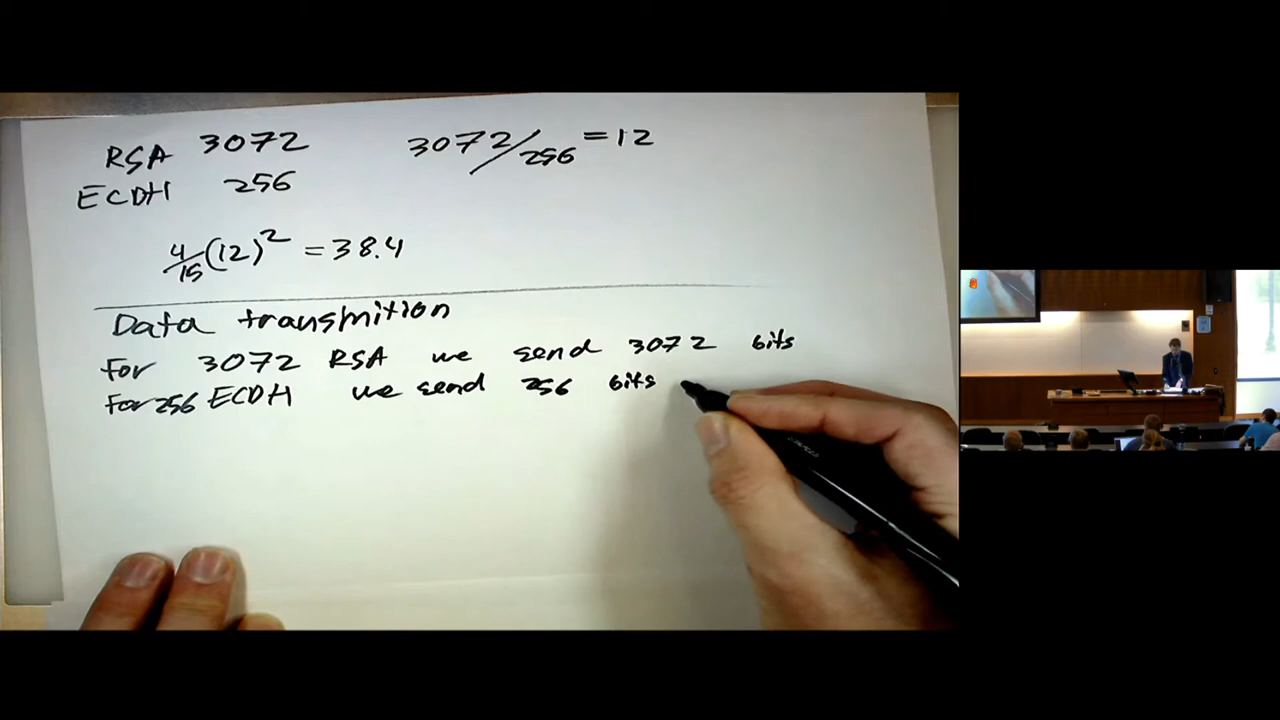 RSA 3072
3072/256 = 12
ECDH 256
4/15 (12)² = 38.4
Data transmition
For 3072 RSA we send 3072 bits
For 256 ECDH we send 256 bits